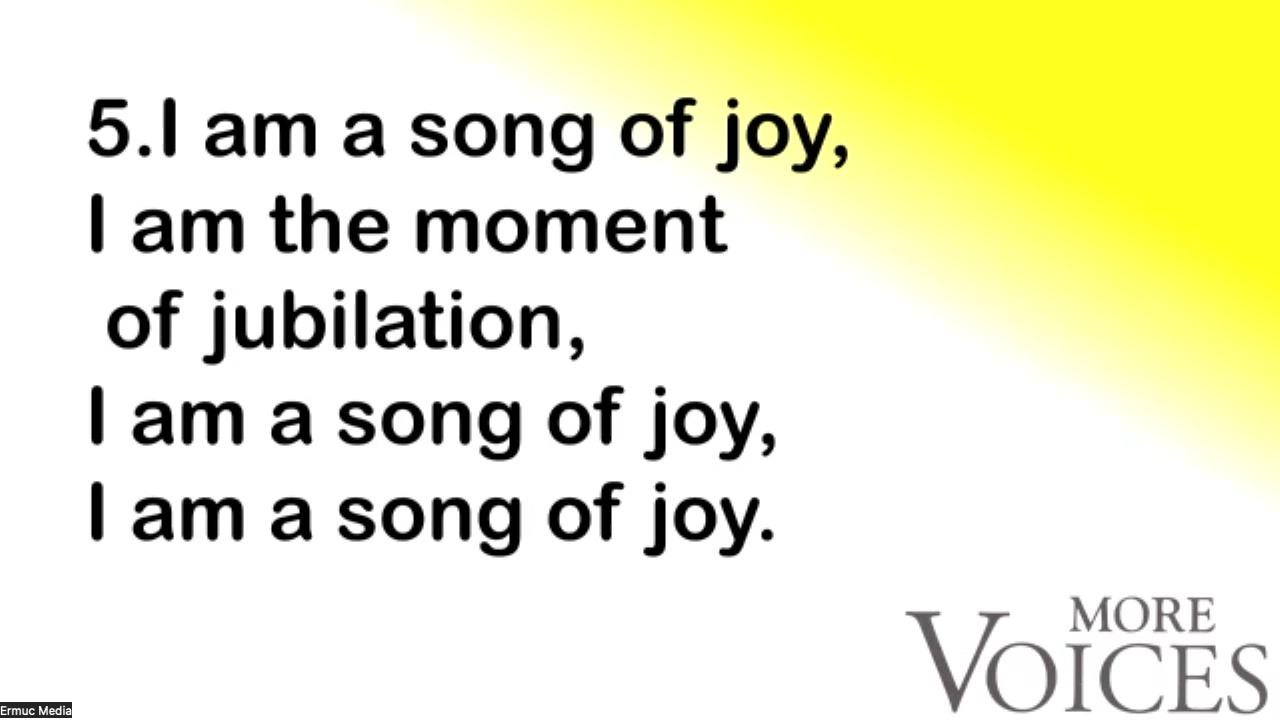 5.I am a song of joy,
I am the moment
of jubilation,
I am a song of joy,
I am a song of joy.
MORE
VOICES
Ermuc Media